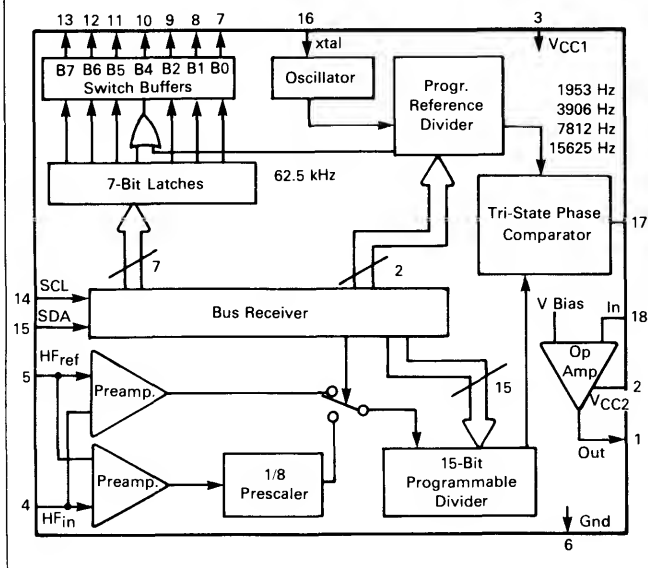 13 12 11 10 9 8 7 16 3
xtal
VCC1
B7 B6 B5 B4 B2 B1 B0
Switch Buffers
Oscillator
Progr.
Reference
Divider
1953 Hz
3906 Hz
7812 Hz
15625 Hz
7-Bit Latches
62.5 kHz
Tri-State Phase
Comparator
17
7
2
14 SCL
15 SDA
Bus Receiver
V Bias
In
18
Op
Amp
VCC2
2
1
Out
HFref
5
Preamp.
15
Preamp.
1/8
Prescaler
15-Bit
Programmable
Divider
4
HFin
Gnd
6